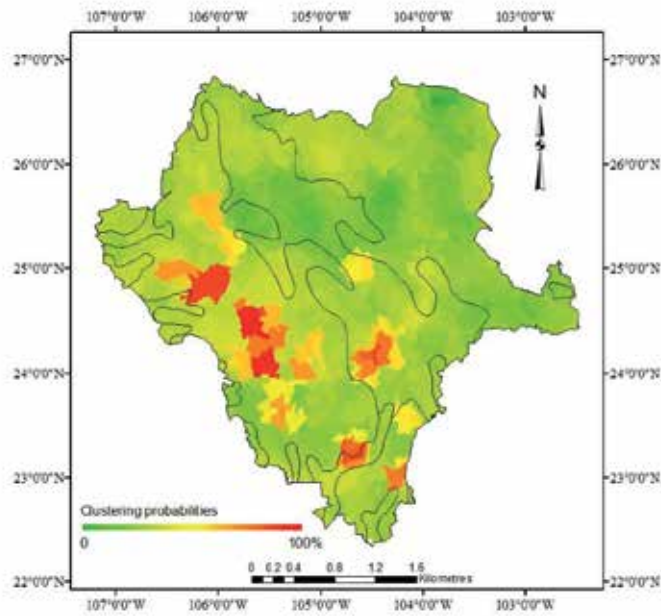 107°0'0"W 106°0'0"W 105°0'0"W 104°0'0"W 103°0'0"W
27°0'0"N 27°0'0"N
N
26°0'0"N 26°0'0"N
25°0'0"N 25°0'0"N
24°0'0"N 24°0'0"N
23°0'0"N 23°0'0"N
Clustering probabilities
0 100%
0 0.2 0.4 0.8 1.2 1.6
Kilometres
22°0'0"N 22°0'0"N
107°0'0"W 106°0'0"W 105°0'0"W 104°0'0"W 103°0'0"W